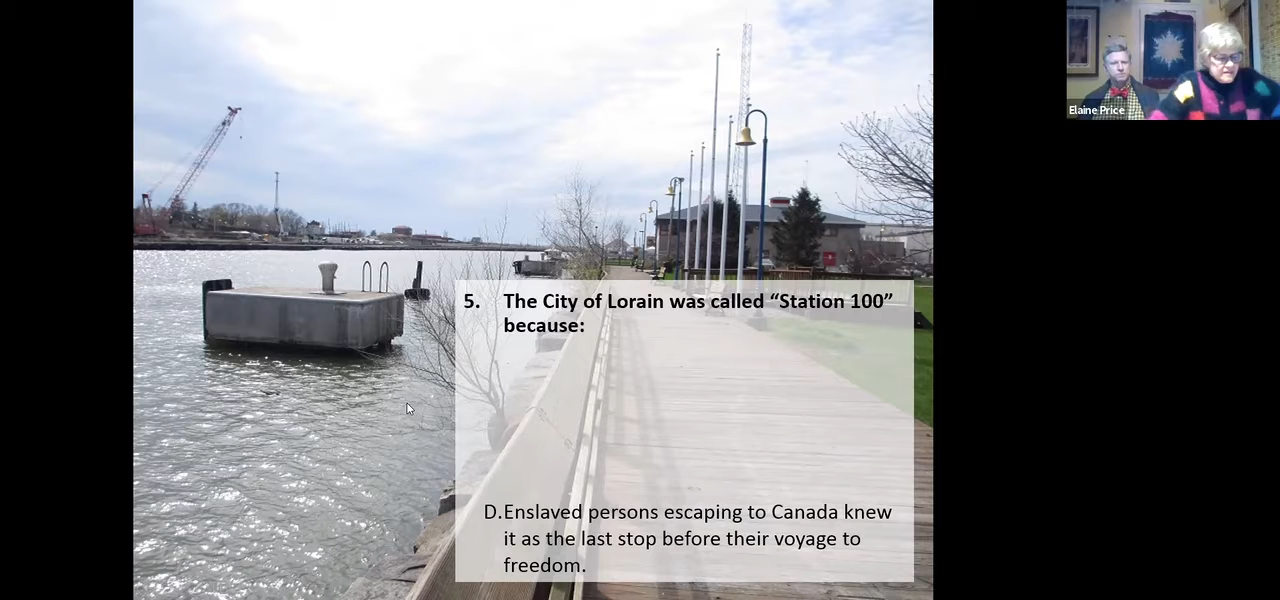 Elaine Price
5. The City of Lorain was called “Station 100”
because:
D. Enslaved persons escaping to Canada knew
it as the last stop before their voyage to
freedom.